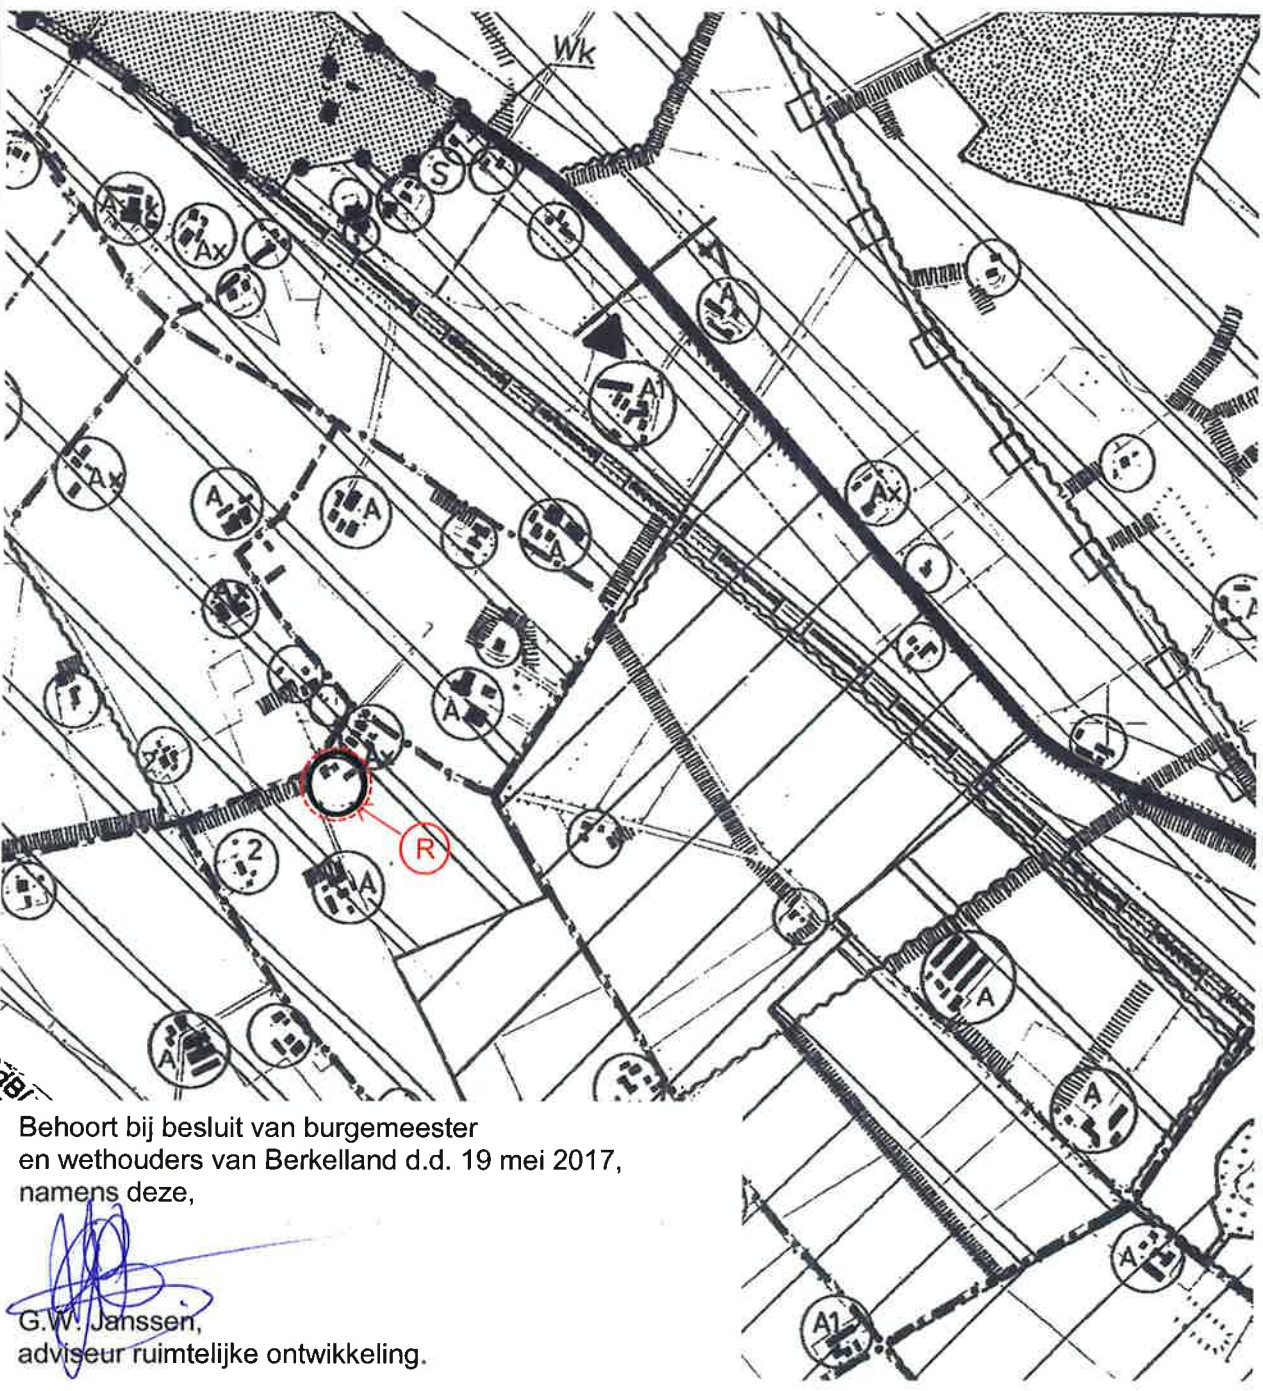 Wk
S
A
Ax
A
A1
Ax
Ax
A
A
A
A
A
R
2
A
A
A
A
A
A1
Behoort bij besluit van burgemeester
en wethouders van Berkelland d.d. 19 mei 2017,
namens deze,
G.W. Janssen,
adviseur ruimtelijke ontwikkeling.